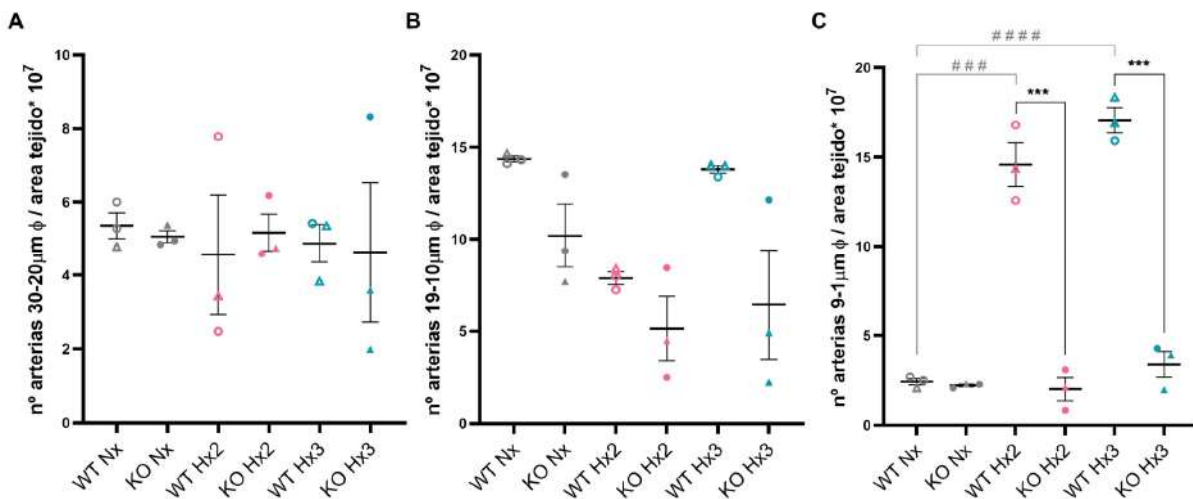 A
B
C
nº arterias 30-20μm ϕ / area tejido* 10⁷
10
8
6
4
2
0
WT Nx
KO Nx
WT Hx2
KO Hx2
WT Hx3
KO Hx3
nº arterias 19-10μm ϕ / area tejido* 10⁷
20
15
10
5
0
WT Nx
KO Nx
WT Hx2
KO Hx2
WT Hx3
KO Hx3
nº arterias 9-1μm ϕ / area tejido* 10⁷
20
15
10
5
0
####
###
***
***
WT Nx
KO Nx
WT Hx2
KO Hx2
WT Hx3
KO Hx3